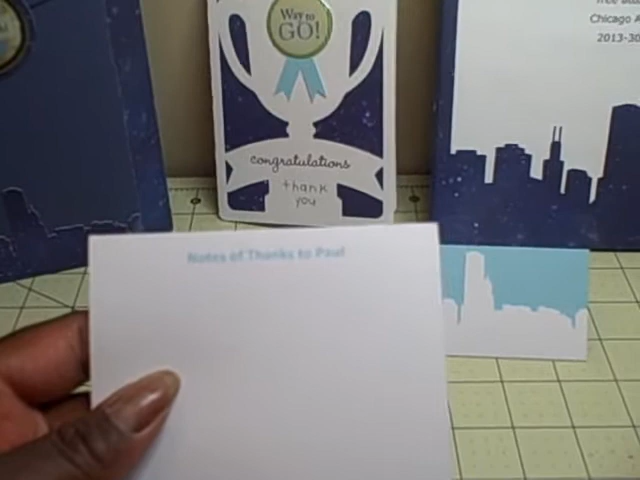 Way to
GO!
Chicago
2013-30
congratulations
thank
you
Notes of Thanks to Paul